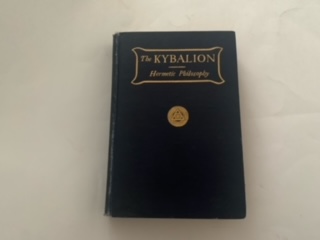 The KYBALION
Hermetic Philosophy